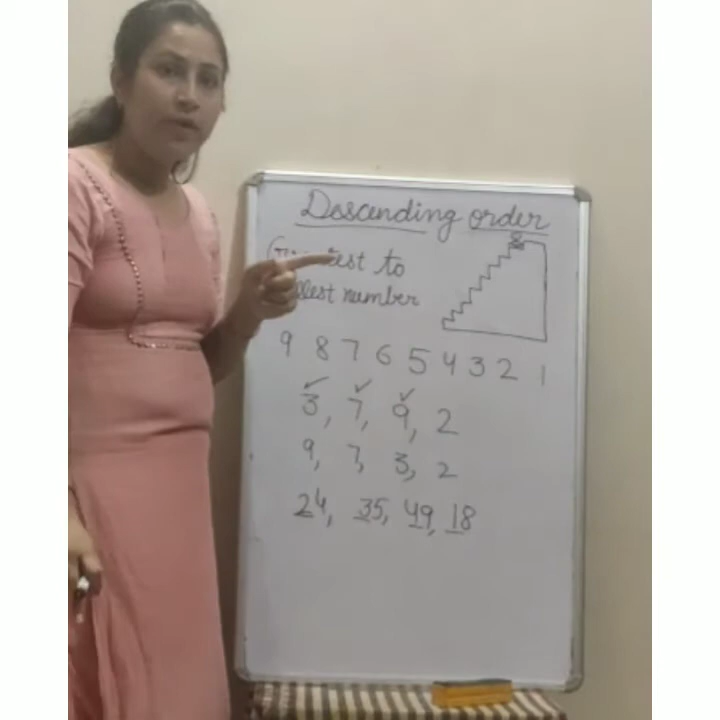 Descending order
test to
llest number
9 8 7 6 5 4 3 2 1
3, 7, 9, 2
9, 7, 3, 2
24, 35, 49, 18